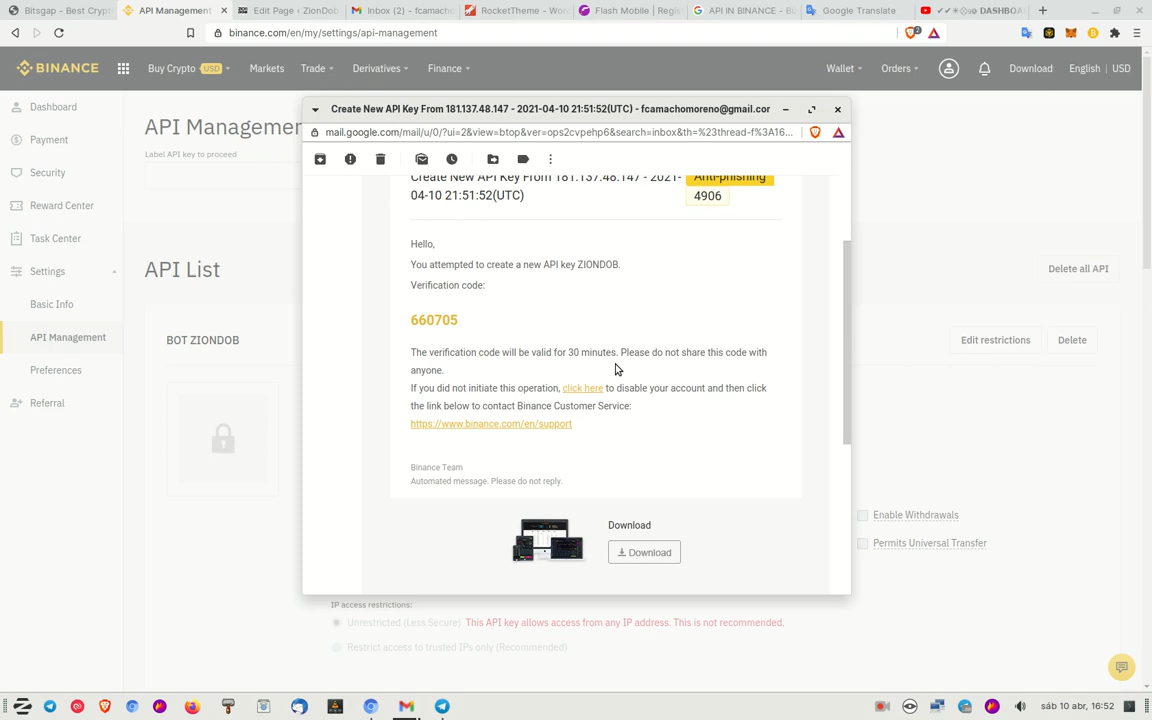 Bitsgap - Best Crypt
API Management
Edit Page ‹ ZionDob
Inbox (2) - fcamacho
RocketTheme - Wor
Flash Mobile | Regis
API IN BINANCE - Bu
Google Translate
DASHBOA
binance.com/en/my/settings/api-management
2
BINANCE
Buy Crypto USD
Markets
Trade
Derivatives
Finance
Wallet
Orders
Download
English | USD
Dashboard
Payment
Security
Reward Center
Task Center
Settings
Basic Info
API Management
Preferences
Referral
API Managemen
Label API key to proceed
API List
Delete all API
BOT ZIONDOB
Edit restrictions
Delete
Create New API Key From 181.137.48.147 - 2021-04-10 21:51:52(UTC) - fcamachomoreno@gmail.cor
mail.google.com/mail/u/0/?ui=2&view=btop&ver=ops2cvpehp6&search=inbox&th=%23thread-f%3A16...
Create New API Key From 181.137.48.147 - 2021-
04-10 21:51:52(UTC)
Anti-phishing
4906
Hello,
You attempted to create a new API key ZIONDOB.
Verification code:
660705
The verification code will be valid for 30 minutes. Please do not share this code with
anyone.
If you did not initiate this operation, click here to disable your account and then click
the link below to contact Binance Customer Service:
https://www.binance.com/en/support
Binance Team
Automated message. Please do not reply.
Download
Download
Enable Withdrawals
Permits Universal Transfer
IP access restrictions:
Unrestricted (Less Secure) This API key allows access from any IP address. This is not recommended.
Restrict access to trusted IPs only (Recommended)
sáb 10 abr, 16:52